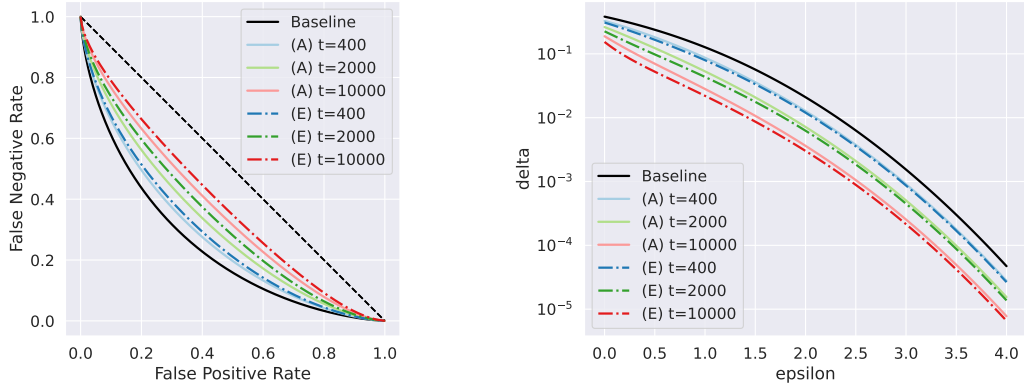 1.0
0.8
0.6
0.4
0.2
0.0
False Negative Rate
0.0 0.2 0.4 0.6 0.8 1.0
False Positive Rate
Baseline
(A) t=400
(A) t=2000
(A) t=10000
(E) t=400
(E) t=2000
(E) t=10000
10−1
10−2
10−3
10−4
10−5
delta
0.0 0.5 1.0 1.5 2.0 2.5 3.0 3.5 4.0
epsilon
Baseline
(A) t=400
(A) t=2000
(A) t=10000
(E) t=400
(E) t=2000
(E) t=10000